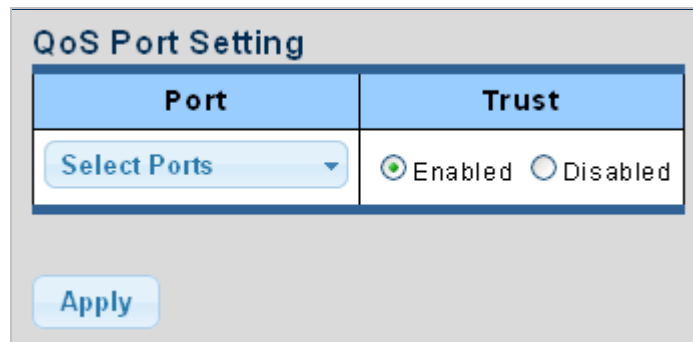 QoS Port Setting
Port Trust
Select Ports Enabled Disabled
Apply